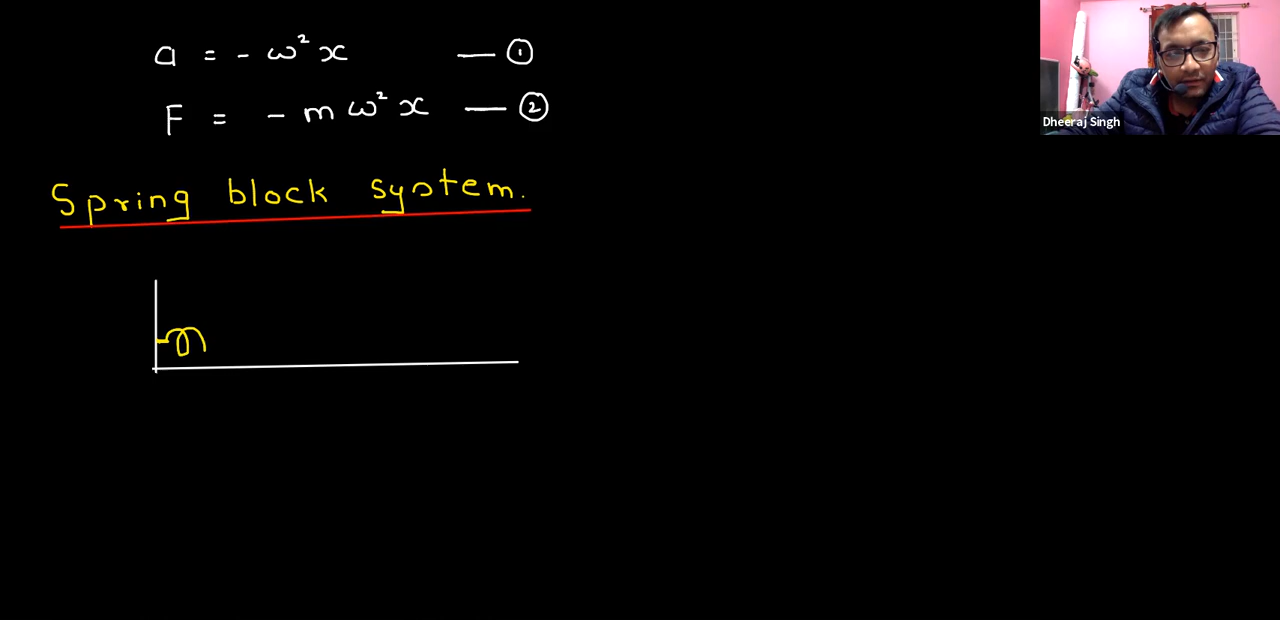 a = - ω² x — ①
F = - m ω² x — ②
Dheeraj Singh
Spring block system.